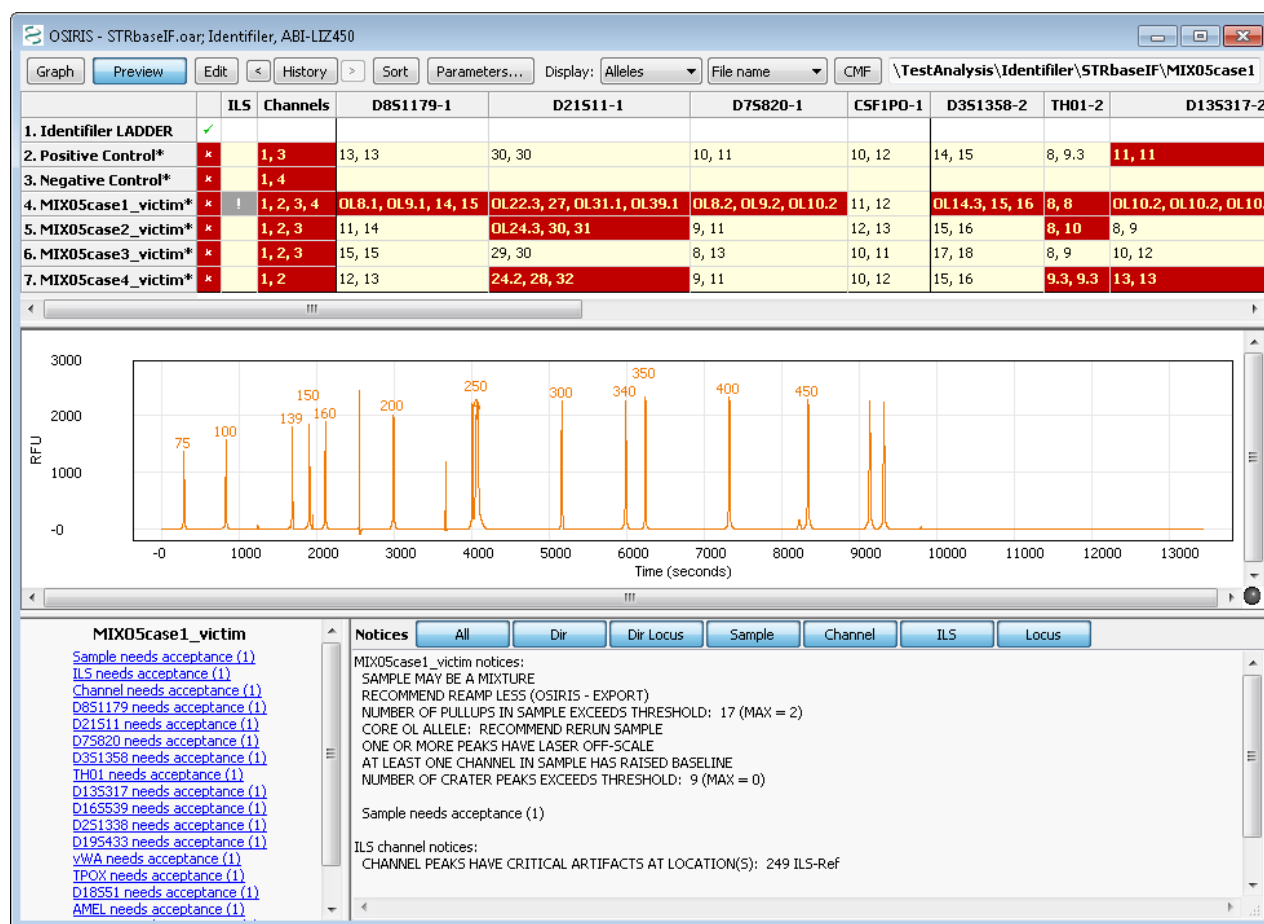 OSIRIS - STRbaseIF.oar; Identifiler, ABI-LIZ450
Graph Preview Edit < History > Sort Parameters... Display: Alleles File name CMF \TestAnalysis\Identifiler\STRbaseIF\MIX05case1
ILS Channels D8S1179-1 D21S11-1 D7S820-1 CSF1PO-1 D3S1358-2 TH01-2 D13S317-2
1. Identifiler LADDER
2. Positive Control* 1, 3 13, 13 30, 30 10, 11 10, 12 14, 15 8, 9.3 11, 11
3. Negative Control* 1, 4
4. MIX05case1_victim* ! 1, 2, 3, 4 OL8.1, OL9.1, 14, 15 OL22.3, 27, OL31.1, OL39.1 OL8.2, OL9.2, OL10.2 11, 12 OL14.3, 15, 16 8, 8 OL10.2, OL10.2, OL10.
5. MIX05case2_victim* 1, 2, 3 11, 14 OL24.3, 30, 31 9, 11 12, 13 15, 16 8, 10 8, 9
6. MIX05case3_victim* 1, 2, 3 15, 15 29, 30 8, 13 10, 11 17, 18 8, 9 10, 12
7. MIX05case4_victim* 1, 2 12, 13 24.2, 28, 32 9, 11 10, 12 15, 16 9.3, 9.3 13, 13
3000
2000
1000
-0
RFU
75 100 139 150 160 200 250 300 340 350 400 450
-0 1000 2000 3000 4000 5000 6000 7000 8000 9000 10000 11000 12000 13000
Time (seconds)
MIX05case1_victim
Sample needs acceptance (1)
ILS needs acceptance (1)
Channel needs acceptance (1)
D8S1179 needs acceptance (1)
D21S11 needs acceptance (1)
D7S820 needs acceptance (1)
D3S1358 needs acceptance (1)
TH01 needs acceptance (1)
D13S317 needs acceptance (1)
D16S539 needs acceptance (1)
D2S1338 needs acceptance (1)
D19S433 needs acceptance (1)
vWA needs acceptance (1)
TPOX needs acceptance (1)
D18S51 needs acceptance (1)
AMEL needs acceptance (1)
Notices All Dir Dir Locus Sample Channel ILS Locus
MIX05case1_victim notices:
SAMPLE MAY BE A MIXTURE
RECOMMEND REAMP LESS (OSIRIS - EXPORT)
NUMBER OF PULLUPS IN SAMPLE EXCEEDS THRESHOLD: 17 (MAX = 2)
CORE OL ALLELE: RECOMMEND RERUN SAMPLE
ONE OR MORE PEAKS HAVE LASER OFF-SCALE
AT LEAST ONE CHANNEL IN SAMPLE HAS RAISED BASELINE
NUMBER OF CRATER PEAKS EXCEEDS THRESHOLD: 9 (MAX = 0)
Sample needs acceptance (1)
ILS channel notices:
CHANNEL PEAKS HAVE CRITICAL ARTIFACTS AT LOCATION(S): 249 ILS-Ref